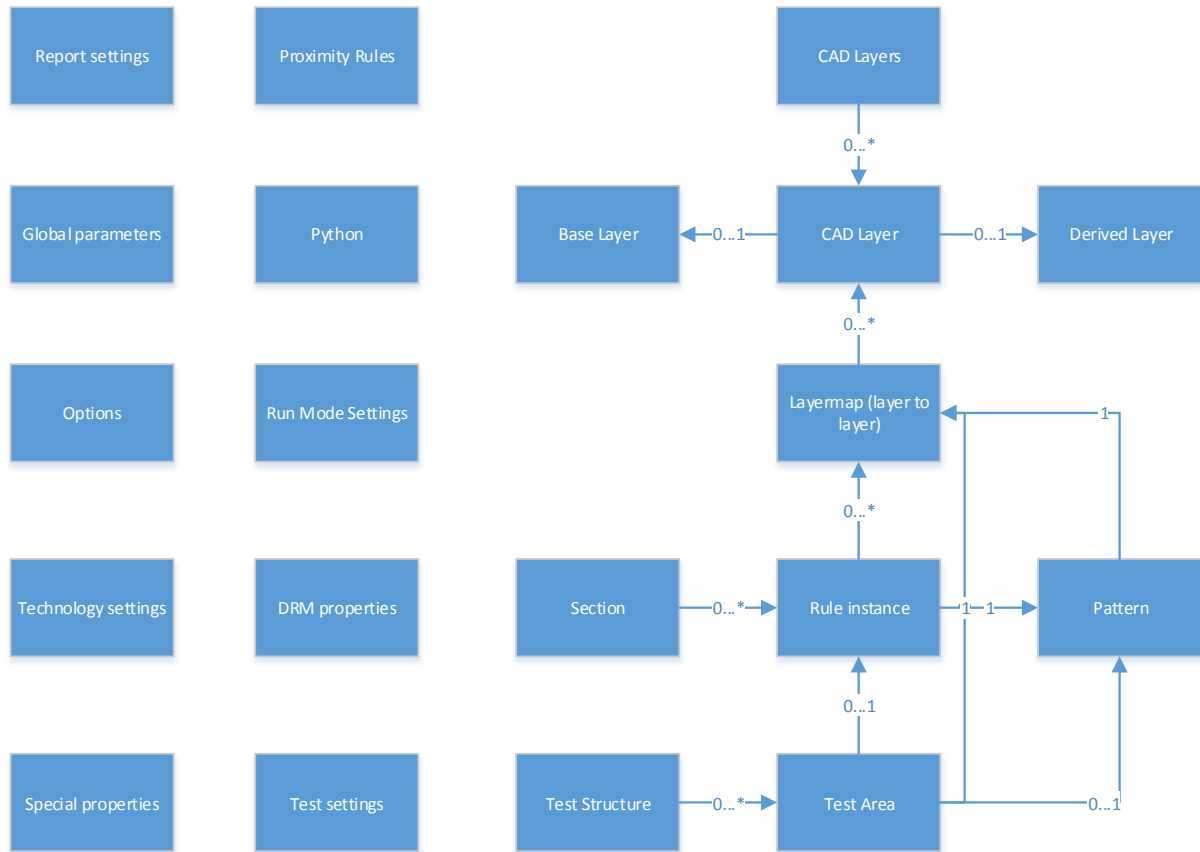 Report settings
Proximity Rules
CAD Layers
0...*
Global parameters
Python
Base Layer
0...1
CAD Layer
0...1
Derived Layer
0...*
Options
Run Mode Settings
Layermap (layer to
layer)
1
0...*
Technology settings
DRM properties
Section
0...*
Rule instance
1
1
Pattern
0...1
Special properties
Test settings
Test Structure
0...*
Test Area
0...1